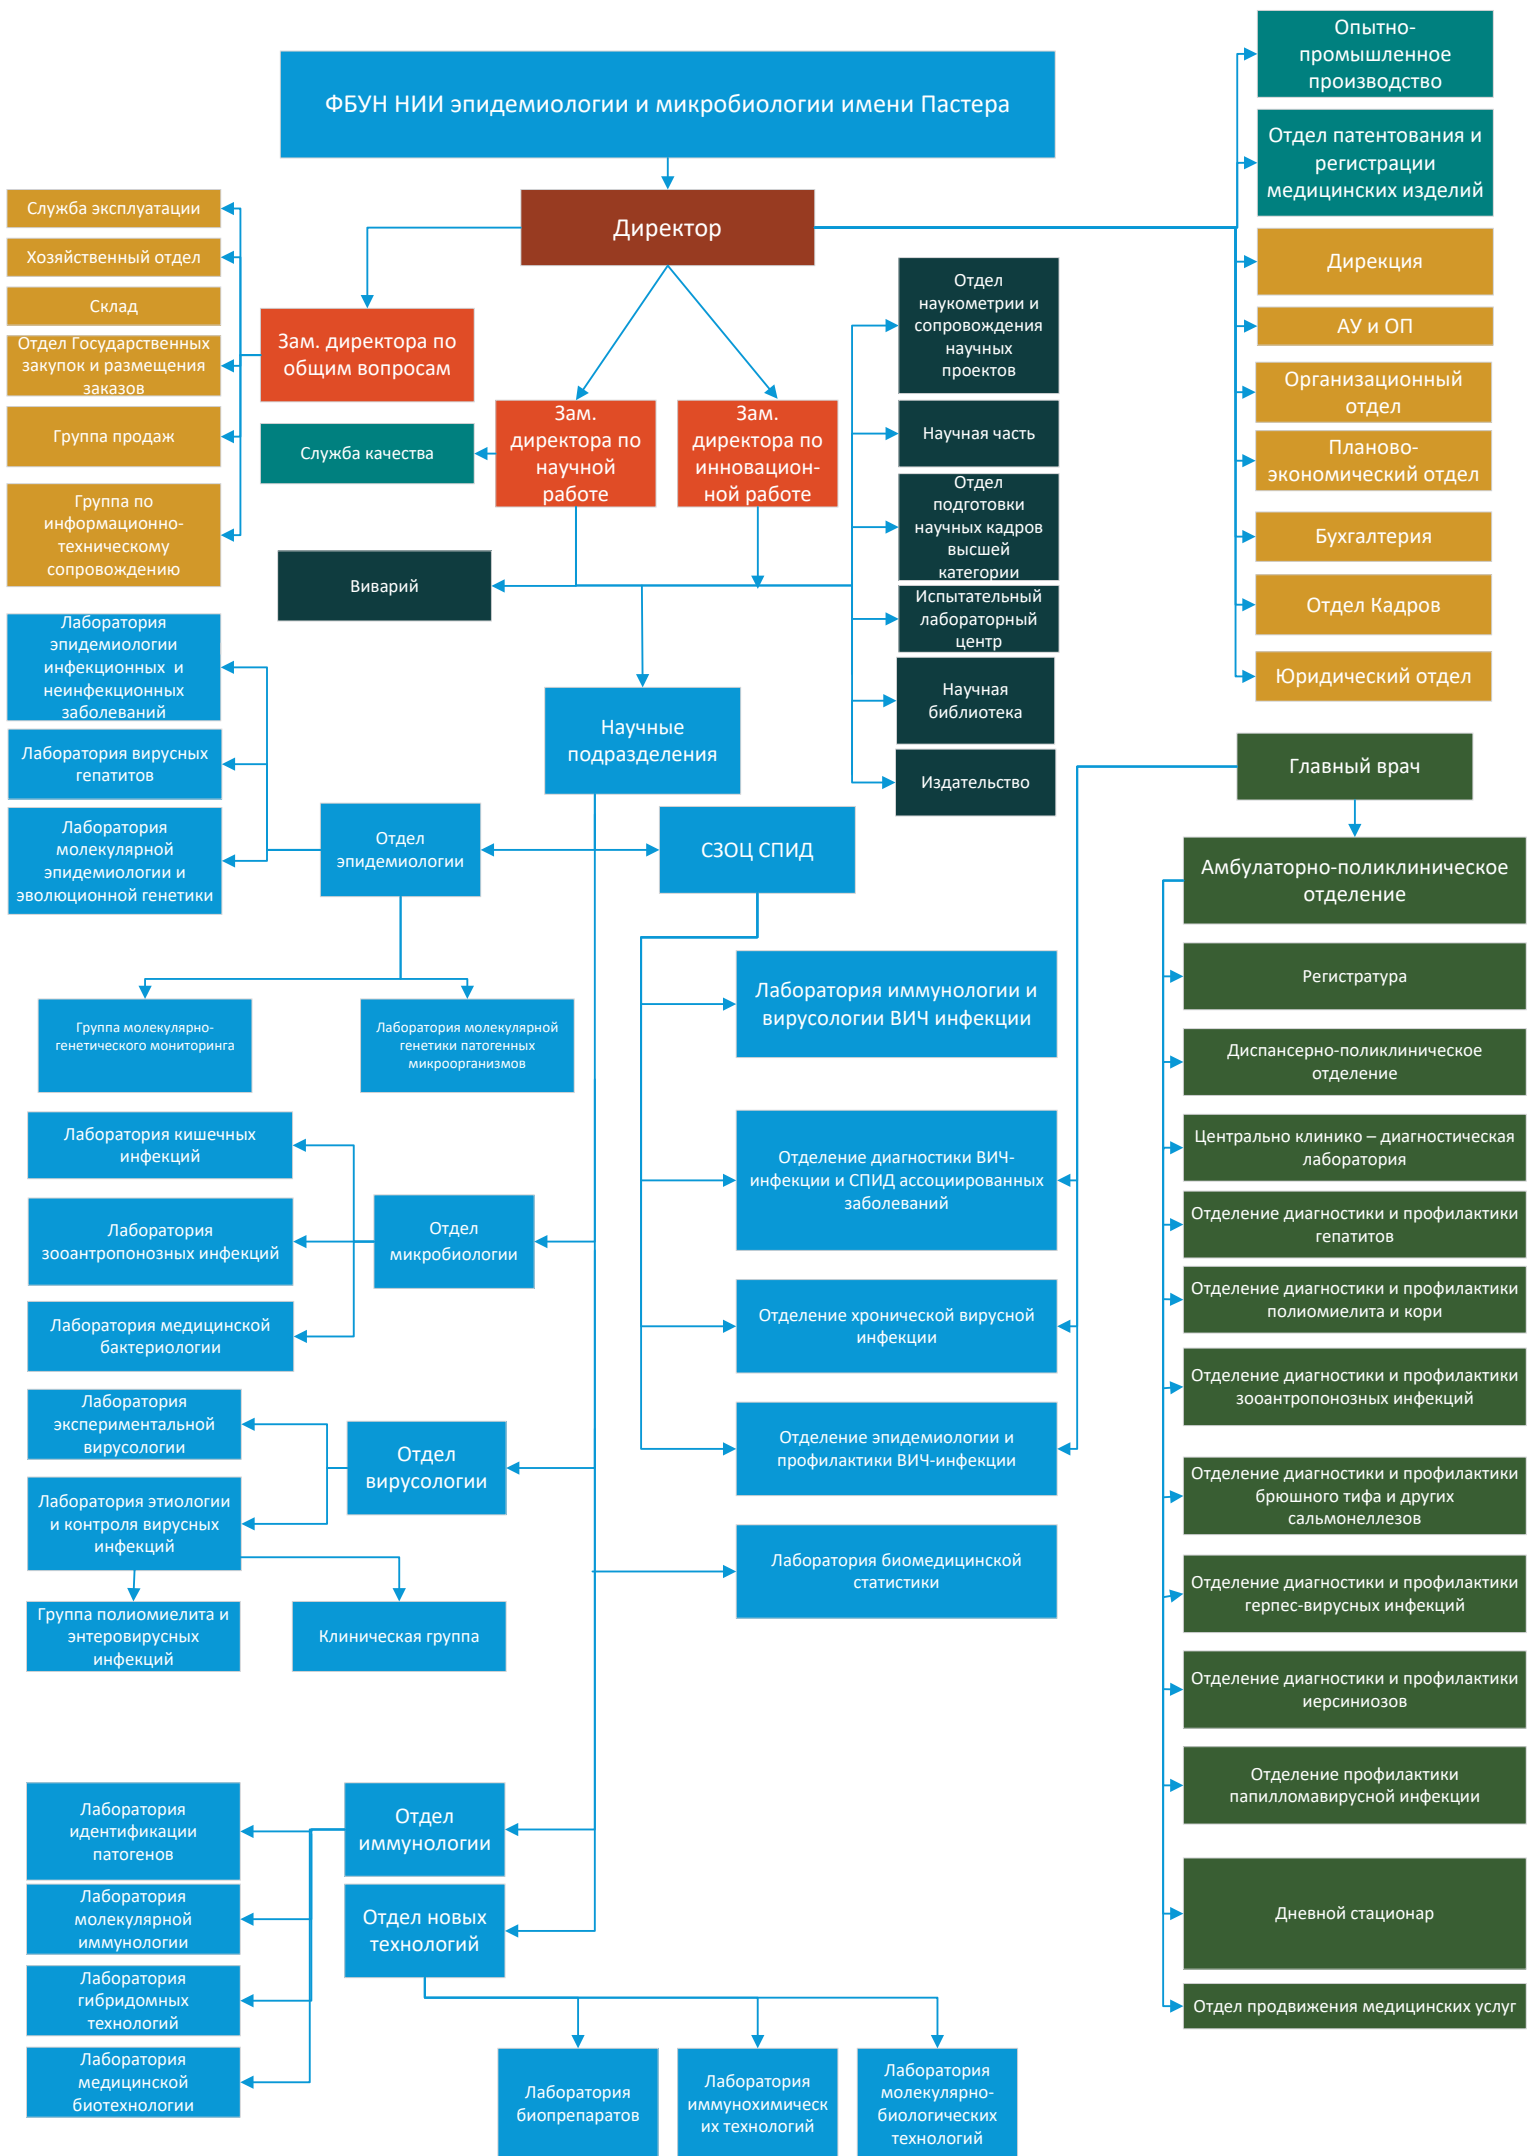 ФБУН НИИ эпидемиологии и микробиологии имени Пастера
Директор
Опытно-
промышленное
производство
Отдел патентования и
регистрации
медицинских изделий
Дирекция
АУ и ОП
Организационный
отдел
Планово-
экономический отдел
Бухгалтерия
Отдел Кадров
Юридический отдел
Служба эксплуатации
Хозяйственный отдел
Склад
Отдел Государственных
закупок и размещения
заказов
Группа продаж
Группа по
информационно-
техническому
сопровождению
Зам. директора по
общим вопросам
Служба качества
Зам.
директора по
научной
работе
Зам.
директора по
инновацион-
ной работе
Виварий
Отдел
наукометрии и
сопровождения
научных
проектов
Научная часть
Отдел
подготовки
научных кадров
высшей
категории
Испытательный
лабораторный
центр
Научная
библиотека
Издательство
Научные
подразделения
Лаборатория
эпидемиологии
инфекционных  и
неинфекционных
заболеваний
Лаборатория вирусных
гепатитов
Лаборатория
молекулярной
эпидемиологии и
эволюционной генетики
Отдел
эпидемиологии
СЗОЦ СПИД
Группа молекулярно-
генетического мониторинга
Лаборатория молекулярной
генетики патогенных
микроорганизмов
Лаборатория кишечных
инфекций
Лаборатория
зооантропонозных инфекций
Лаборатория медицинской
бактериологии
Отдел
микробиологии
Лаборатория
экспериментальной
вирусологии
Лаборатория этиологии
и контроля вирусных
инфекций
Отдел
вирусологии
Группа полиомиелита и
энтеровирусных
инфекций
Клиническая группа
Лаборатория иммунологии и
вирусологии ВИЧ инфекции
Отделение диагностики ВИЧ-
инфекции и СПИД ассоциированных
заболеваний
Отделение хронической вирусной
инфекции
Отделение эпидемиологии и
профилактики ВИЧ-инфекции
Лаборатория биомедицинской
статистики
Главный врач
Амбулаторно-поликлиническое
отделение
Регистратура
Диспансерно-поликлиническое
отделение
Центрально клинико – диагностическая
лаборатория
Отделение диагностики и профилактики
гепатитов
Отделение диагностики и профилактики
полиомиелита и кори
Отделение диагностики и профилактики
зооантропонозных инфекций
Отделение диагностики и профилактики
брюшного тифа и других
сальмонеллезов
Отделение диагностики и профилактики
герпес-вирусных инфекций
Отделение диагностики и профилактики
иерсиниозов
Отделение профилактики
папилломавирусной инфекции
Дневной стационар
Отдел продвижения медицинских услуг
Лаборатория
идентификации
патогенов
Лаборатория
молекулярной
иммунологии
Лаборатория
гибридомных
технологий
Лаборатория
медицинской
биотехнологии
Отдел
иммунологии
Отдел новых
технологий
Лаборатория
биопрепаратов
Лаборатория
иммунохимическ
их технологий
Лаборатория
молекулярно-
биологических
технологий